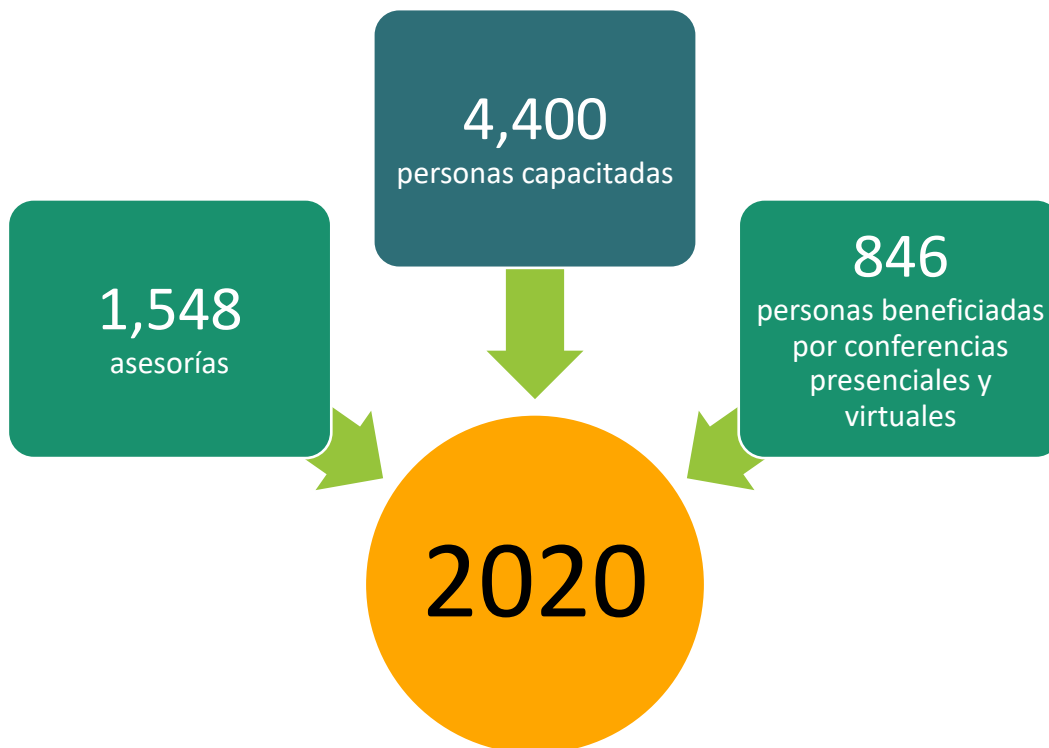 4,400
personas capacitadas
1,548
asesorías
846
personas beneficiadas
por conferencias
presenciales y
virtuales
2020